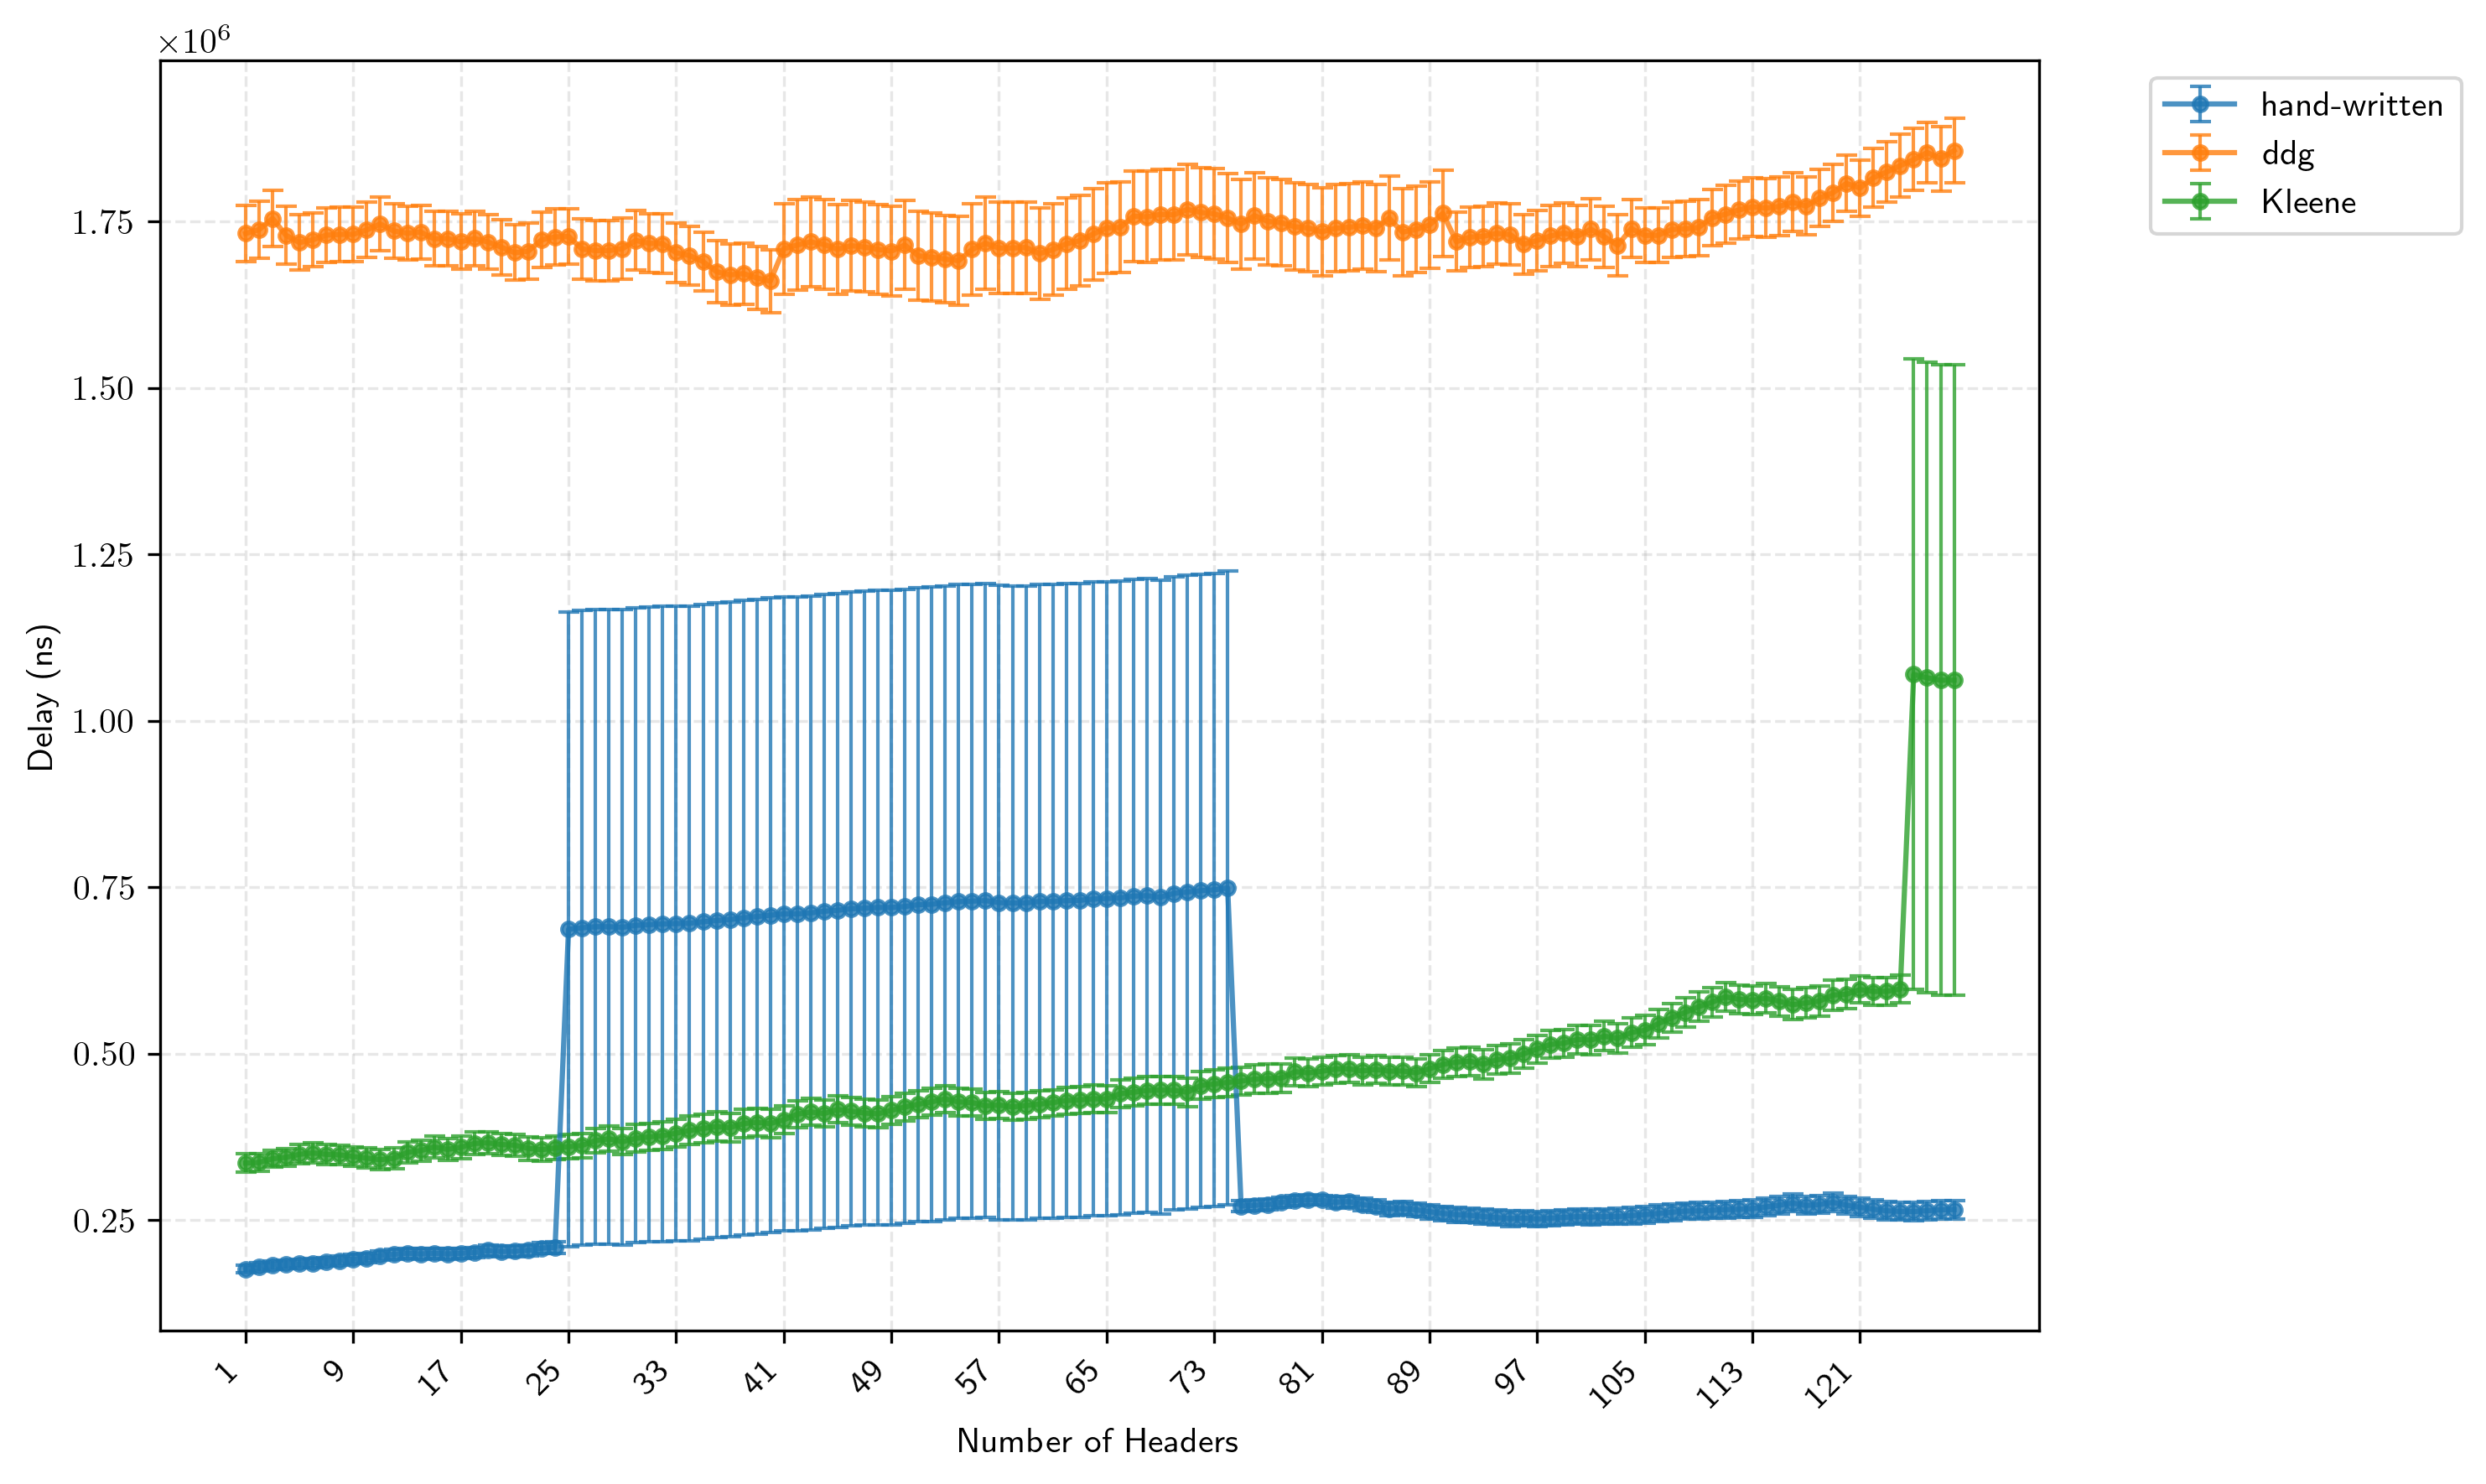 ×10⁶
hand-written
ddg
Kleene
1.75
1.50
1.25
1.00
0.75
0.50
0.25
Delay (ns)
1 9 17 25 33 41 49 57 65 73 81 89 97 105 113 121
Number of Headers